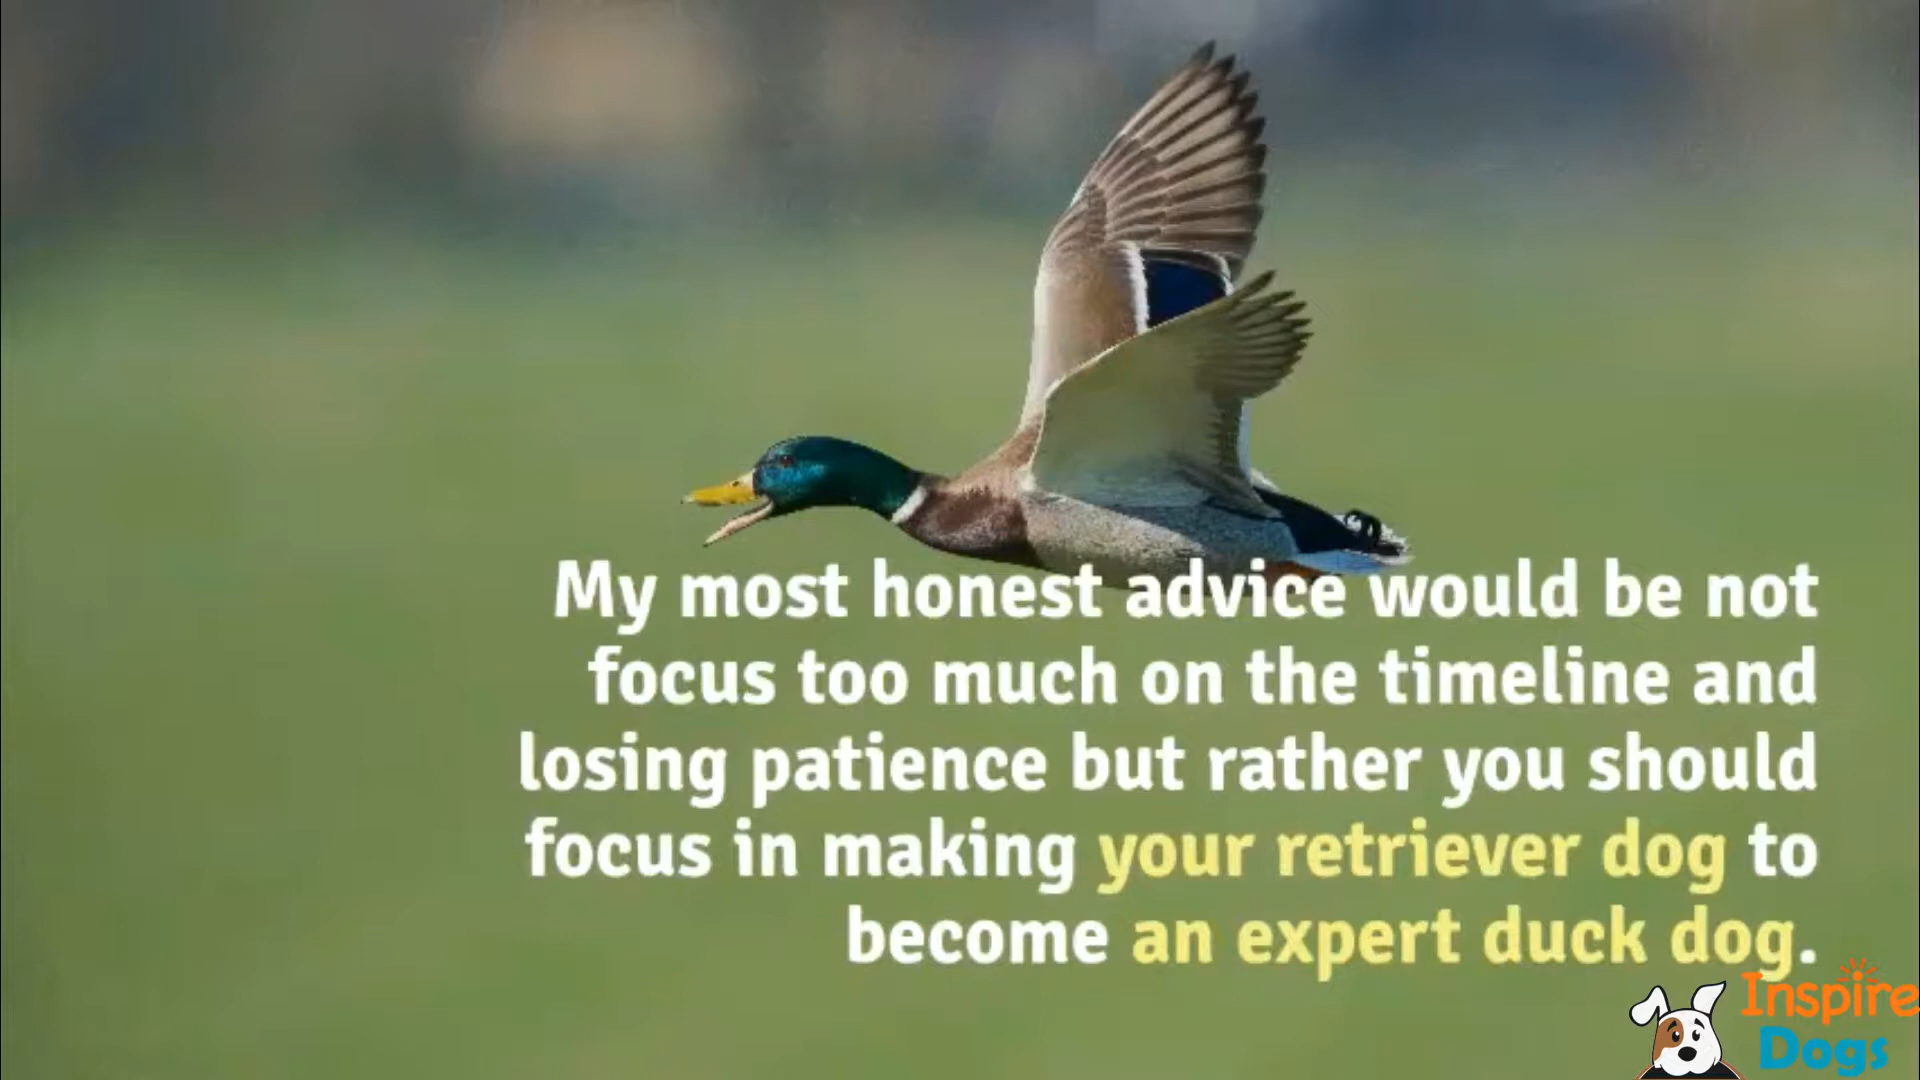 My most honest advice would be not
focus too much on the timeline and
losing patience but rather you should
focus in making your retriever dog to
become an expert duck dog.
Inspire
Dogs